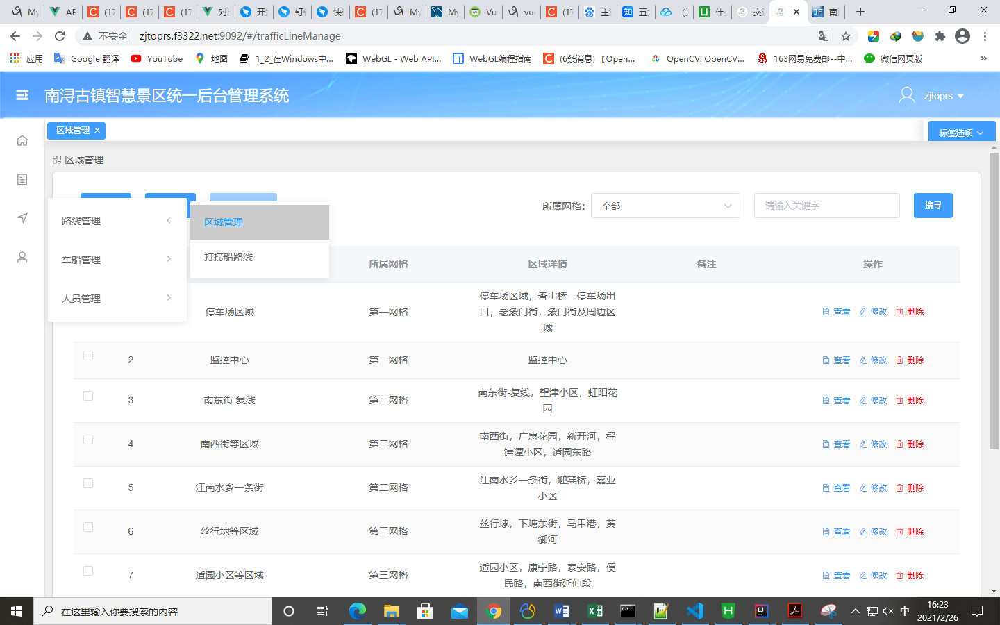 My
AP
(17
(17
(17
对比
开发
钉钉
快速
(17
My
My
Vu
vue
(17
主流
五大
什么
交通
南浔
不安全
zjtoprs.f3322.net:9092/#/trafficLineManage
应用
Google 翻译
YouTube
地图
1_2_在Windows中...
WebGL - Web API...
WebGL编程指南
(6条消息) 【Open...
OpenCV: OpenCV...
163网易免费邮--中...
微信网页版
南浔古镇智慧景区统一后台管理系统
zjtoprs
区域管理
标签选项
区域管理
所属网格：
全部
请输入关键字
搜寻
路线管理
车船管理
人员管理
区域管理
打捞船路线
所属网格
区域详情
备注
操作
停车场区域
第一网格
停车场区域，香山桥—停车场出
口，老象门街，象门街及周边区
域
查看
修改
删除
2
监控中心
第一网格
监控中心
查看
修改
删除
3
南东街-复线
第二网格
南东街-复线，望津小区，虹阳花
园
查看
修改
删除
4
南西街等区域
第二网格
南西街，广惠花园，新开河，秤
锤谭小区，适园东路
查看
修改
删除
5
江南水乡一条街
第二网格
江南水乡一条街，迎宾桥，嘉业
小区
查看
修改
删除
6
丝行埭等区域
第三网格
丝行埭，下塘东街，马甲港，黄
御河
查看
修改
删除
7
适园小区等区域
第三网格
适园小区，康宁路，泰安路，便
民路，南西街延伸段
查看
修改
删除
在这里输入你要搜索的内容
中
16:23
2021/2/26